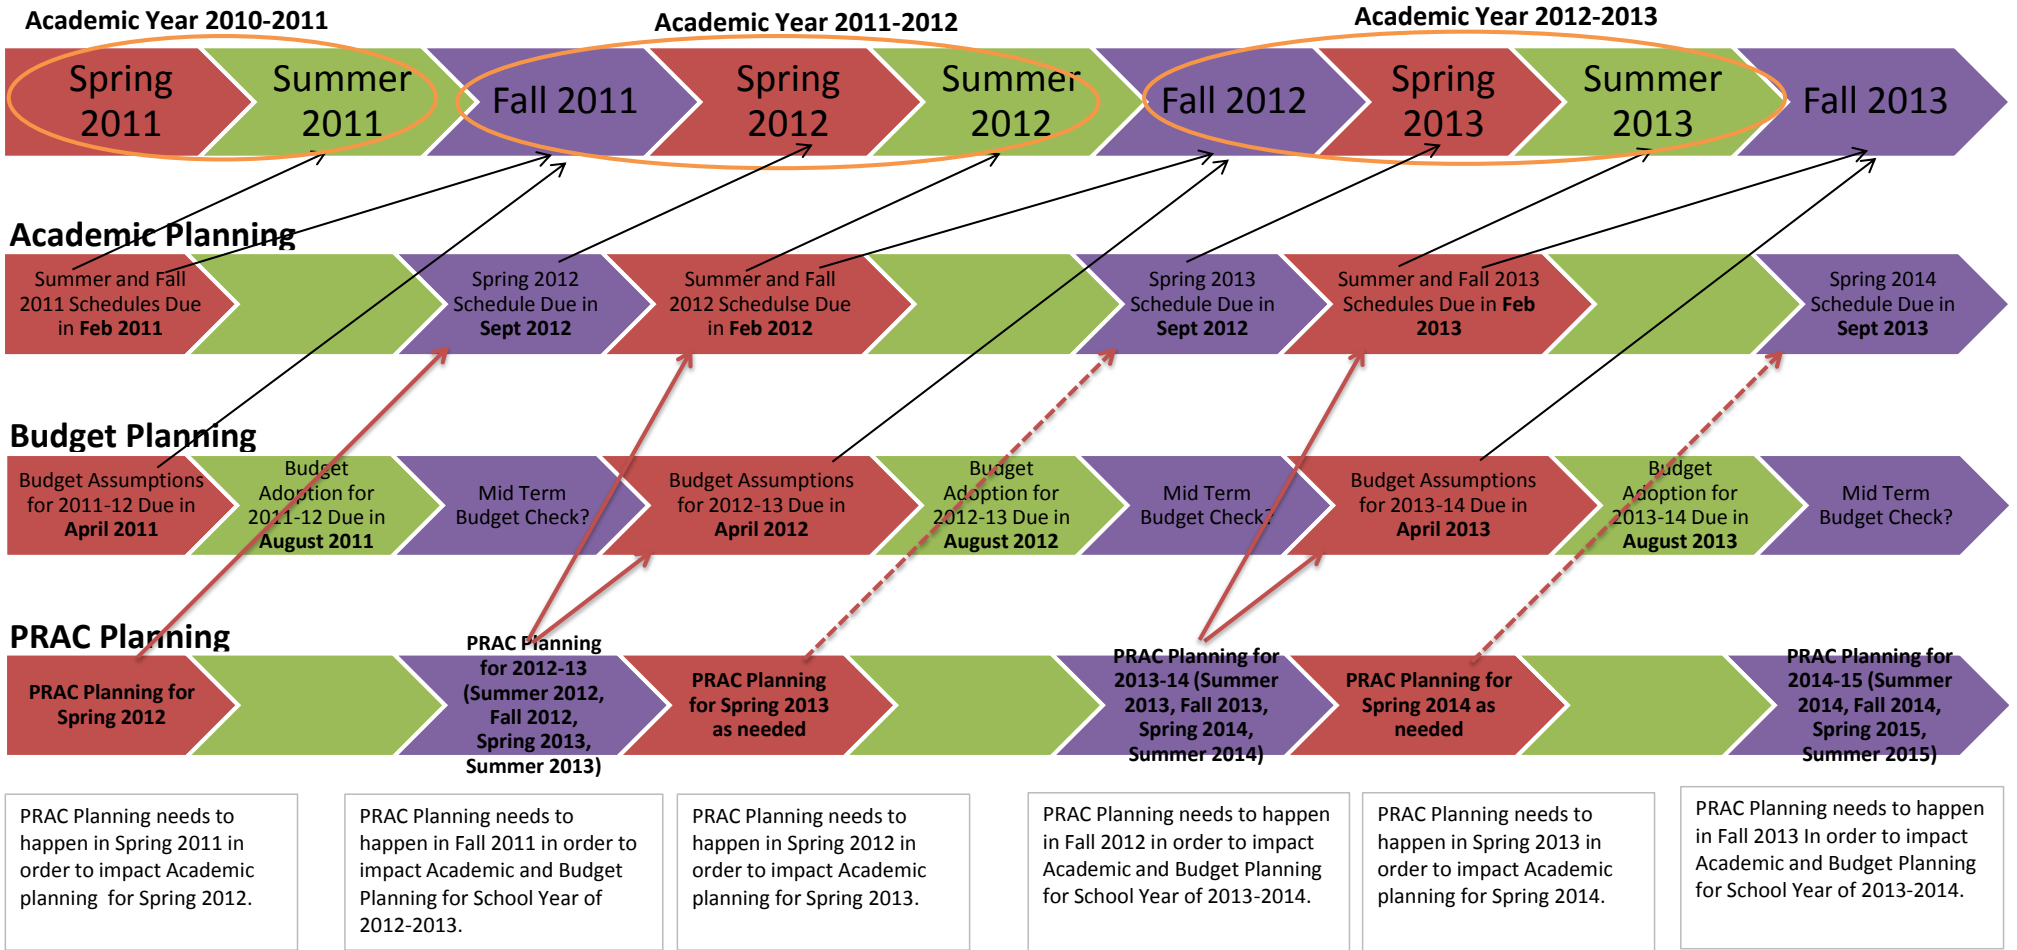 Academic Year 2010-2011
Academic Year 2011-2012
Academic Year 2012-2013
Spring
2011
Summer
2011
Fall 2011
Spring
2012
Summer
2012
Fall 2012
Spring
2013
Summer
2013
Fall 2013
Academic Planning
Summer and Fall
2011 Schedules Due
in Feb 2011
Spring 2012
Schedule Due in
Sept 2012
Summer and Fall
2012 Schedulse Due
in Feb 2012
Spring 2013
Schedule Due in
Sept 2012
Summer and Fall 2013
Schedules Due in Feb
2013
Spring 2014
Schedule Due in
Sept 2013
Budget Planning
Budget Assumptions
for 2011-12 Due in
April 2011
Budget
Adoption for
2011-12 Due in
August 2011
Mid Term
Budget Check?
Budget Assumptions
for 2012-13 Due in
April 2012
Budget
Adoption for
2012-13 Due in
August 2012
Mid Term
Budget Check?
Budget Assumptions
for 2013-14 Due in
April 2013
Budget
Adoption for
2013-14 Due in
August 2013
Mid Term
Budget Check?
PRAC Planning
PRAC Planning for
Spring 2012
PRAC Planning
for 2012-13
(Summer 2012,
Fall 2012,
Spring 2013,
Summer 2013)
PRAC Planning
for Spring 2013
as needed
PRAC Planning for
2013-14 (Summer
2013, Fall 2013,
Spring 2014,
Summer 2014)
PRAC Planning for
Spring 2014 as
needed
PRAC Planning for
2014-15 (Summer
2014, Fall 2014,
Spring 2015,
Summer 2015)
PRAC Planning needs to
happen in Spring 2011 in
order to impact Academic
planning for Spring 2012.
PRAC Planning needs to
happen in Fall 2011 in order to
impact Academic and Budget
Planning for School Year of
2012-2013.
PRAC Planning needs to
happen in Spring 2012 in
order to impact Academic
planning for Spring 2013.
PRAC Planning needs to happen
in Fall 2012 in order to impact
Academic and Budget Planning
for School Year of 2013-2014.
PRAC Planning needs to
happen in Spring 2013 in
order to impact Academic
planning for Spring 2014.
PRAC Planning needs to happen
in Fall 2013 In order to impact
Academic and Budget Planning
for School Year of 2013-2014.